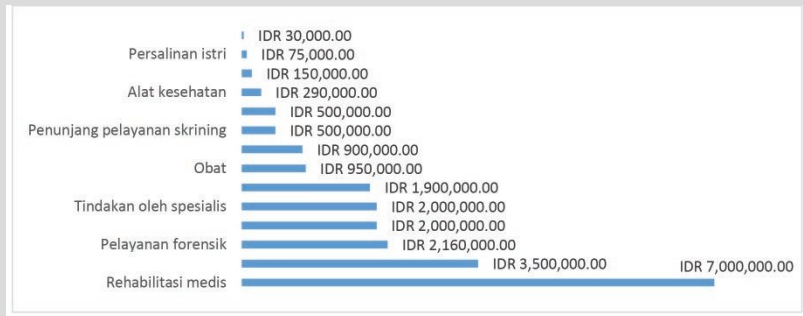 IDR 30,000.00
Persalinan istri IDR 75,000.00
IDR 150,000.00
Alat kesehatan IDR 290,000.00
IDR 500,000.00
Penunjang pelayanan skrining IDR 500,000.00
IDR 900,000.00
Obat IDR 950,000.00
IDR 1,900,000.00
Tindakan oleh spesialis IDR 2,000,000.00
IDR 2,000,000.00
Pelayanan forensik IDR 2,160,000.00
IDR 3,500,000.00
Rehabilitasi medis IDR 7,000,000.00